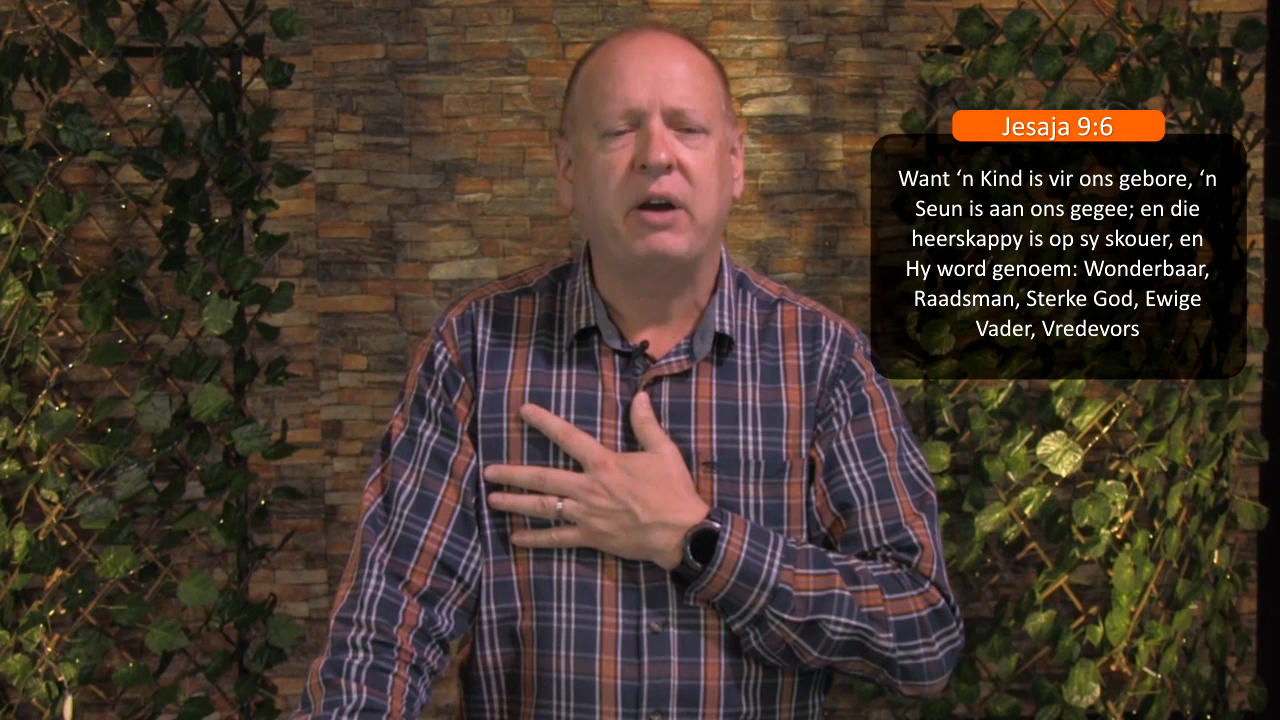 Jesaja 9:6
Want ‘n Kind is vir ons gebore, ‘n
Seun is aan ons gegee; en die
heerskappy is op sy skouer, en
Hy word genoem: Wonderbaar,
Raadsman, Sterke God, Ewige
Vader, Vredevors